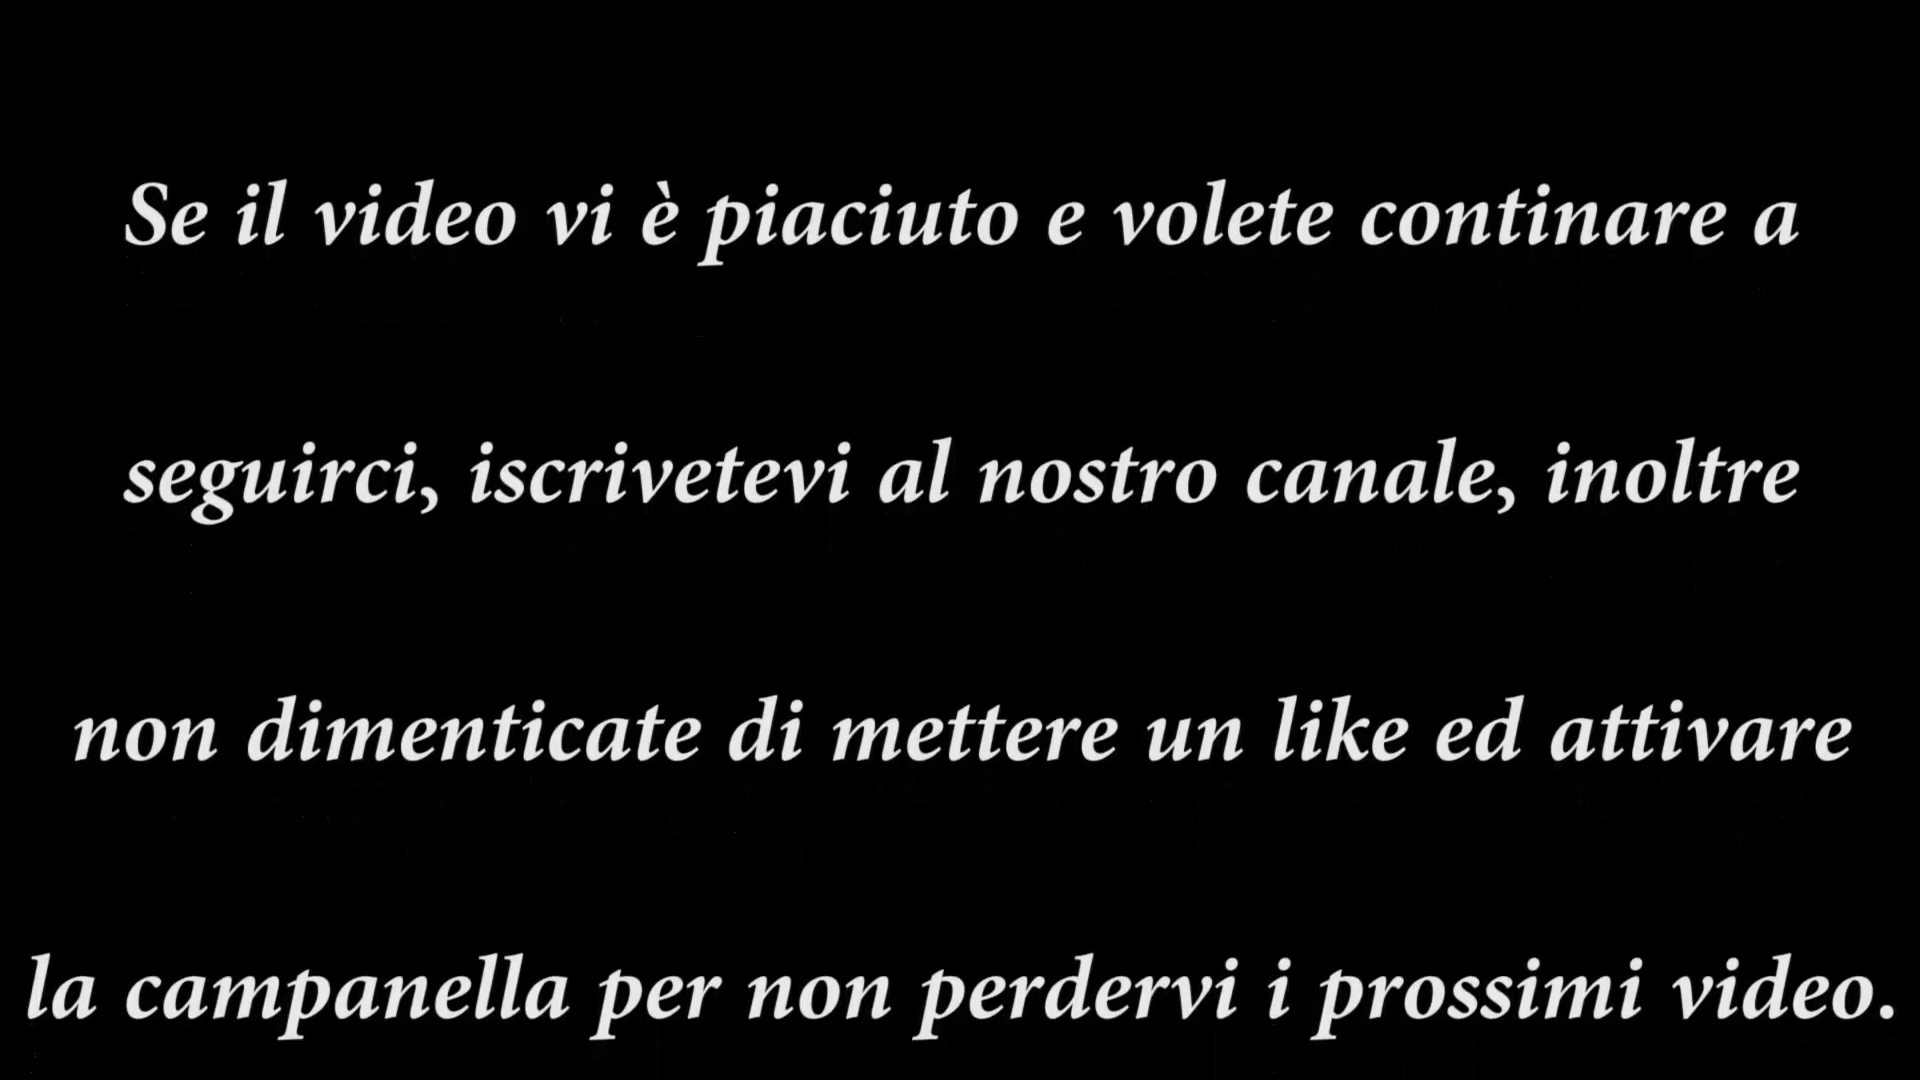 Se il video vi è piaciuto e volete continare a
seguirci, iscrivetevi al nostro canale, inoltre
non dimenticate di mettere un like ed attivare
la campanella per non perdervi i prossimi video.